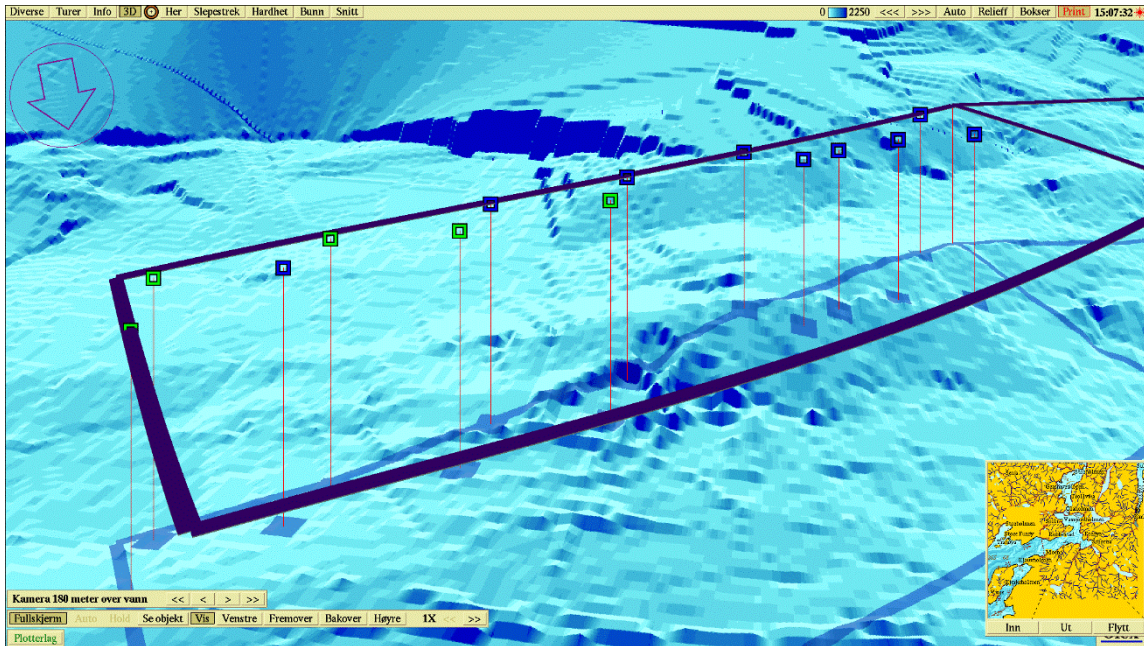 Diverse Turer Info 3D Her Slepestrek Hardhet Bunn Snitt 0 2250 <<< >>> Auto Relieff Bokser Print 15:07:32
Kamera 180 meter over vann << < > >>
Fullskjerm Auto Hold Se objekt Vis Venstre Fremover Bakover Høyre 1X << >>
Plotterlag
Inn Ut Flytt